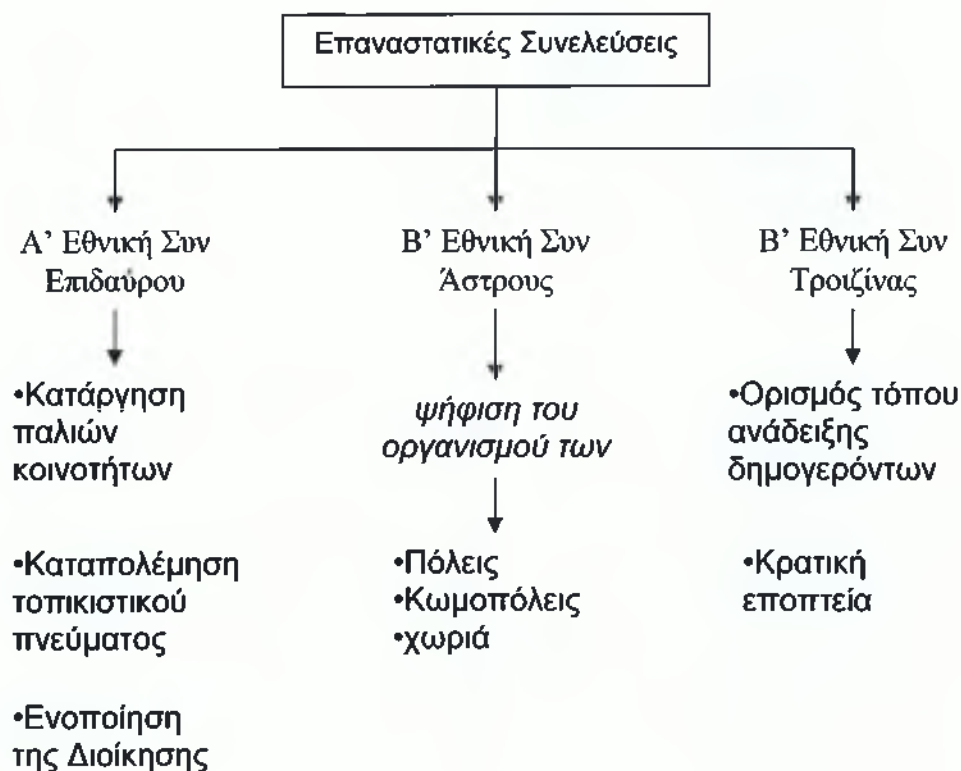 Επαναστατικές Συνελεύσεις
Α’ Εθνική Συν
Επιδαύρου
•Κατάργηση
παλιών
κοινοτήτων
•Καταπολέμηση
τοπικιστικού
πνεύματος
•Ενοποίηση
της Διοίκησης
Β’ Εθνική Συν
Άστρους
ψήφιση του
οργανισμού των
•Πόλεις
•Κωμοπόλεις
•χωριά
Β’ Εθνική Συν
Τροιζίνας
•Ορισμός τόπου
ανάδειξης
δημογερόντων
•Κρατική
εποπτεία